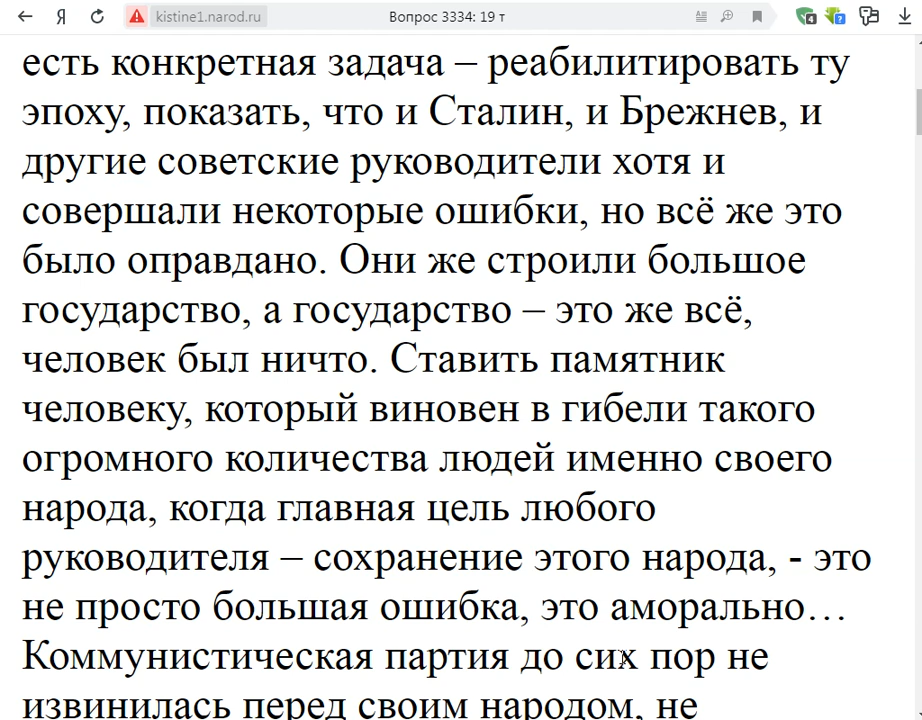 Я kistine1.narod.ru Вопрос 3334: 19 т
есть конкретная задача – реабилитировать ту
эпоху, показать, что и Сталин, и Брежнев, и
другие советские руководители хотя и
совершали некоторые ошибки, но всё же это
было оправдано. Они же строили большое
государство, а государство – это же всё,
человек был ничто. Ставить памятник
человеку, который виновен в гибели такого
огромного количества людей именно своего
народа, когда главная цель любого
руководителя – сохранение этого народа, - это
не просто большая ошибка, это аморально…
Коммунистическая партия до сих пор не
извинилась перед своим народом, не